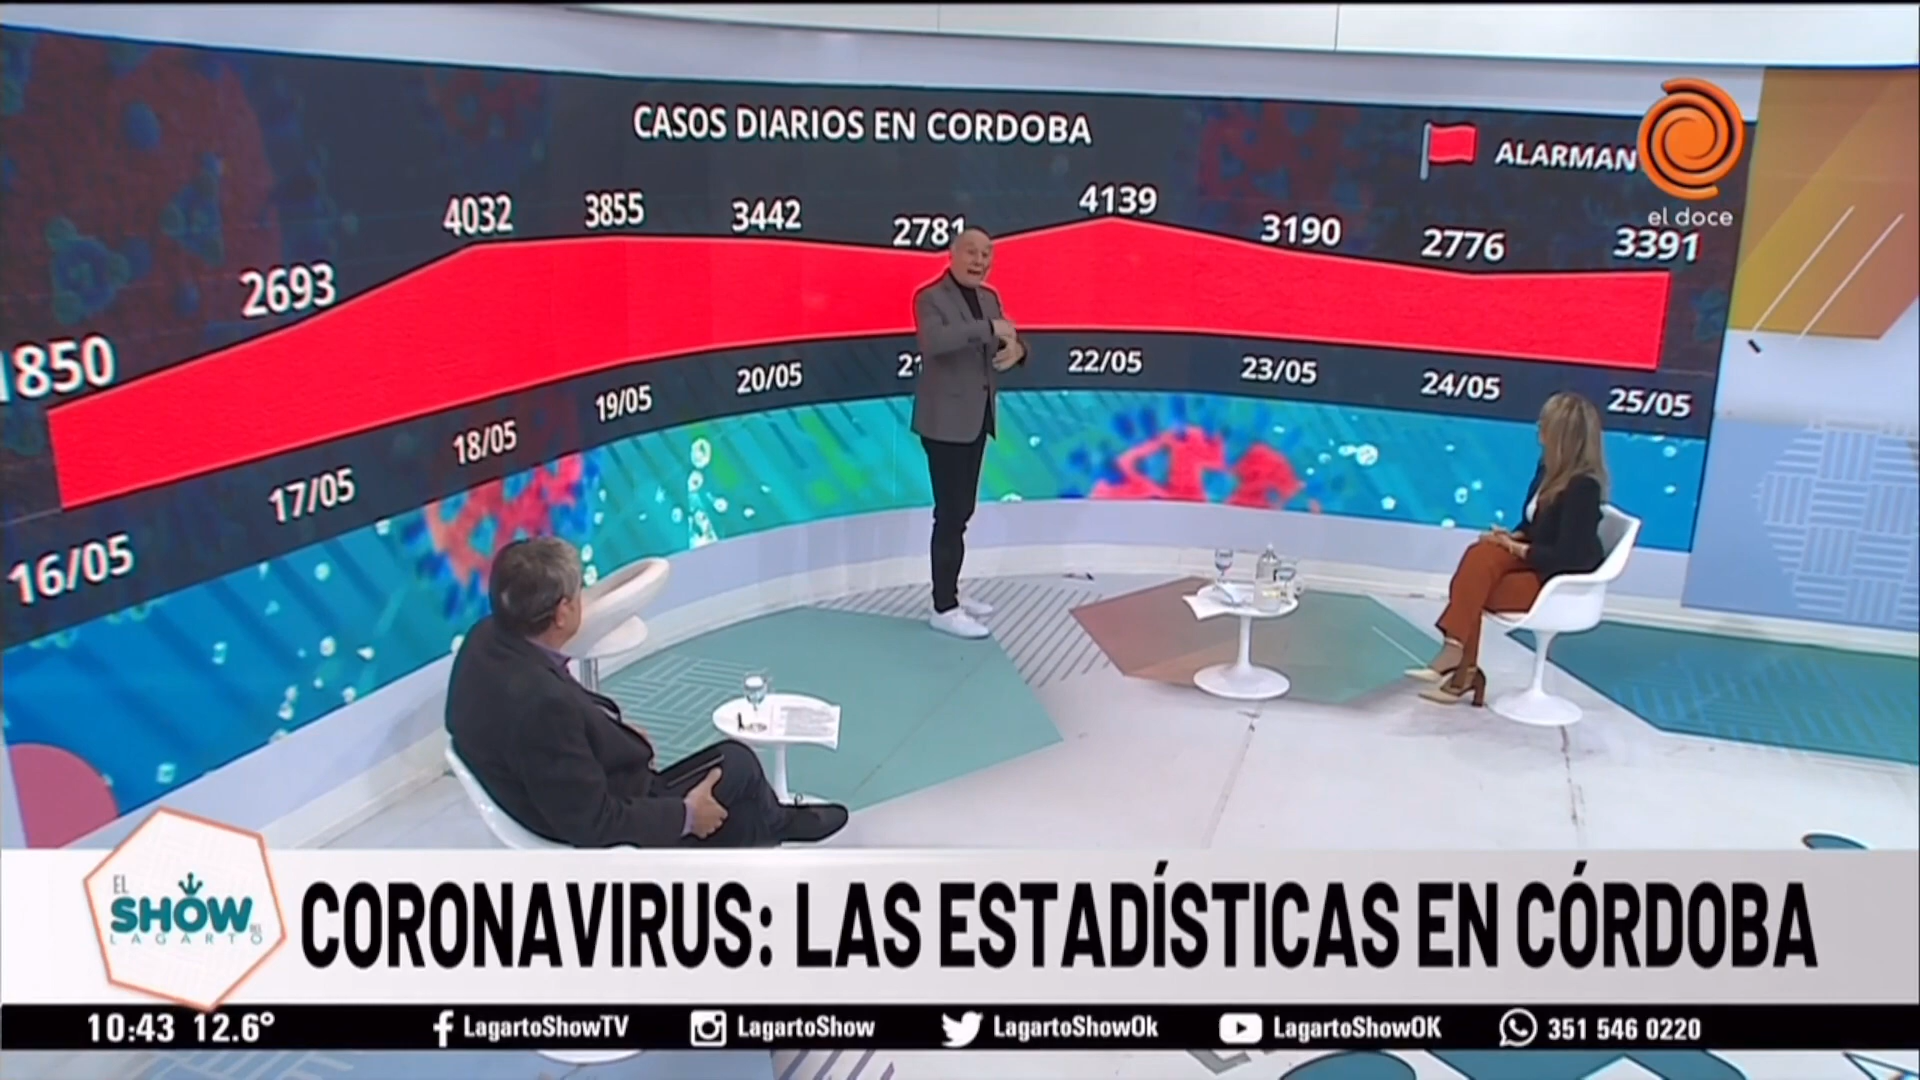 CASOS DIARIOS EN CORDOBA
ALARMAN
el doce
1850
2693
4032
3855
3442
2781
4139
3190
2776
3391
16/05
17/05
18/05
19/05
20/05
22/05
23/05
24/05
25/05
EL
SHOW
DEL
LAGARTO
CORONAVIRUS: LAS ESTADÍSTICAS EN CÓRDOBA
10:43 12.6°
LagartoShowTV
LagartoShow
LagartoShowOk
LagartoShowOK
351 546 0220